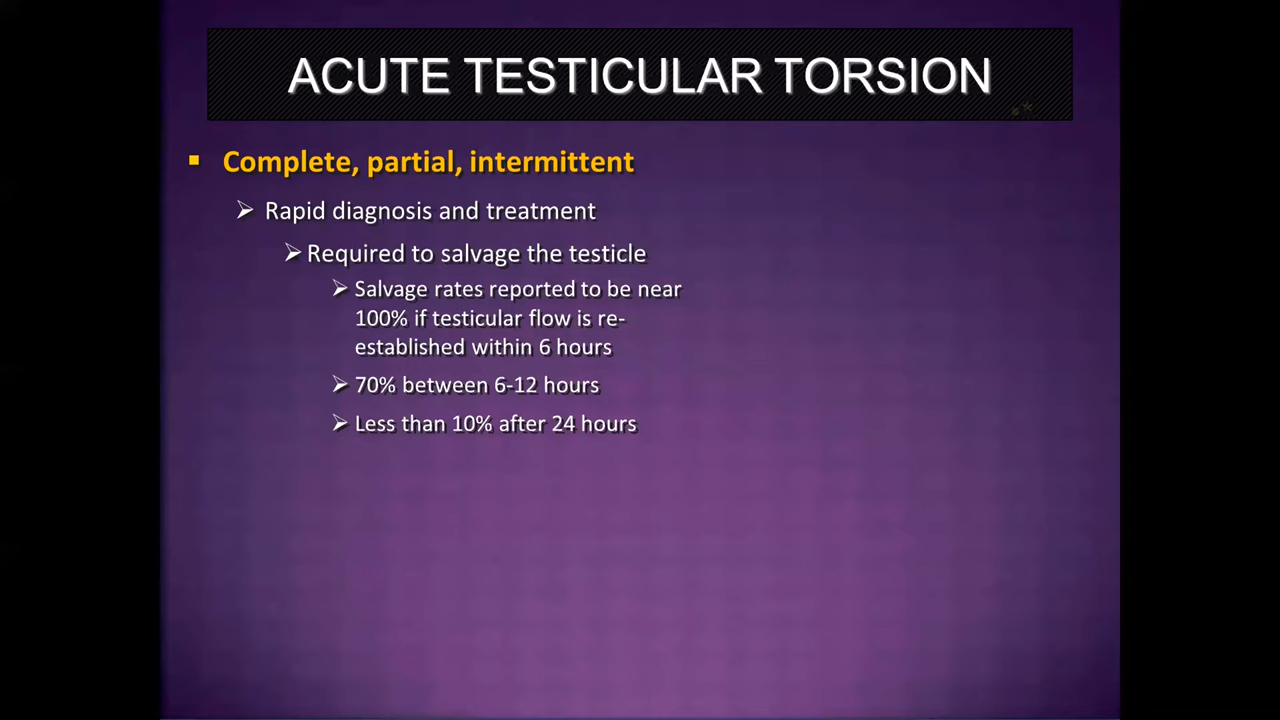 ACUTE TESTICULAR TORSION
Complete, partial, intermittent
Rapid diagnosis and treatment
Required to salvage the testicle
Salvage rates reported to be near
100% if testicular flow is re-
established within 6 hours
70% between 6-12 hours
Less than 10% after 24 hours